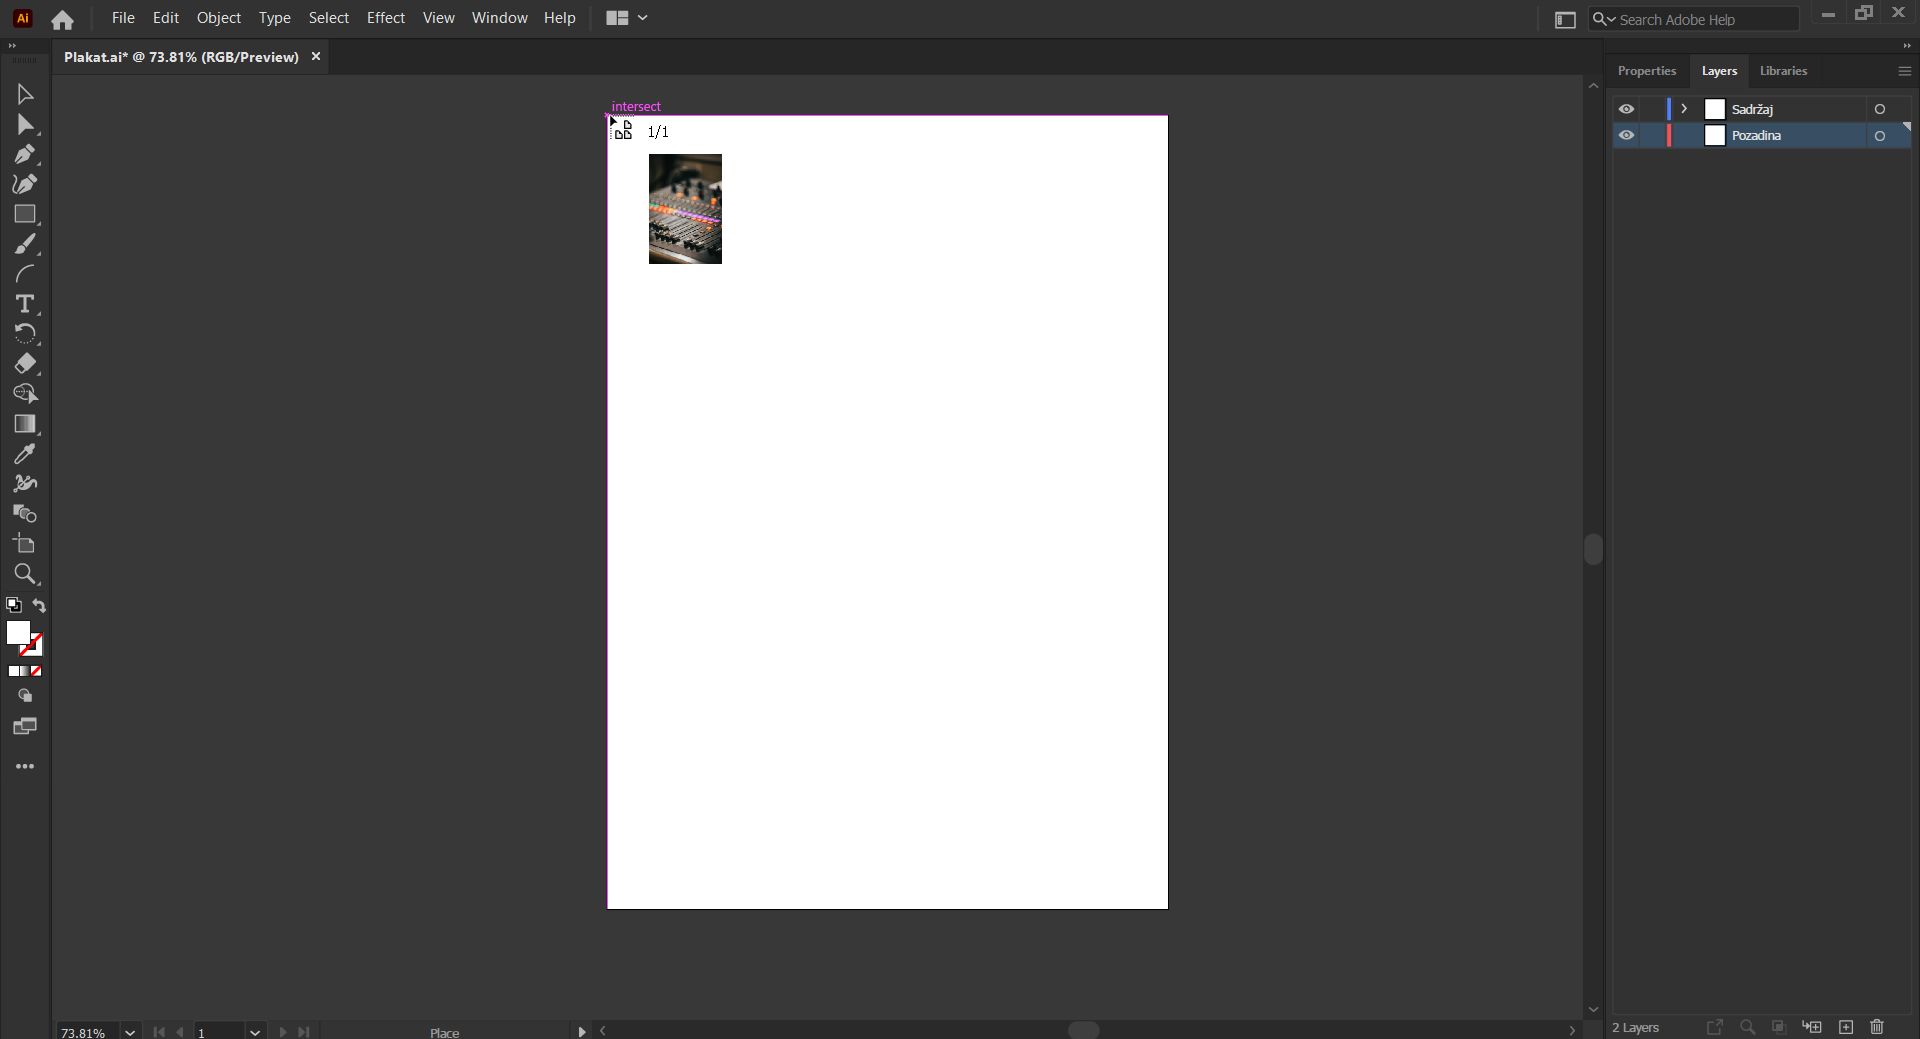 Ai File Edit Object Type Select Effect View Window Help Search Adobe Help
Plakat.ai* @ 73.81% (RGB/Preview)
Properties Layers Libraries
intersect
1/1
Sadržaj
Pozadina
73.81% 1 Place
2 Layers